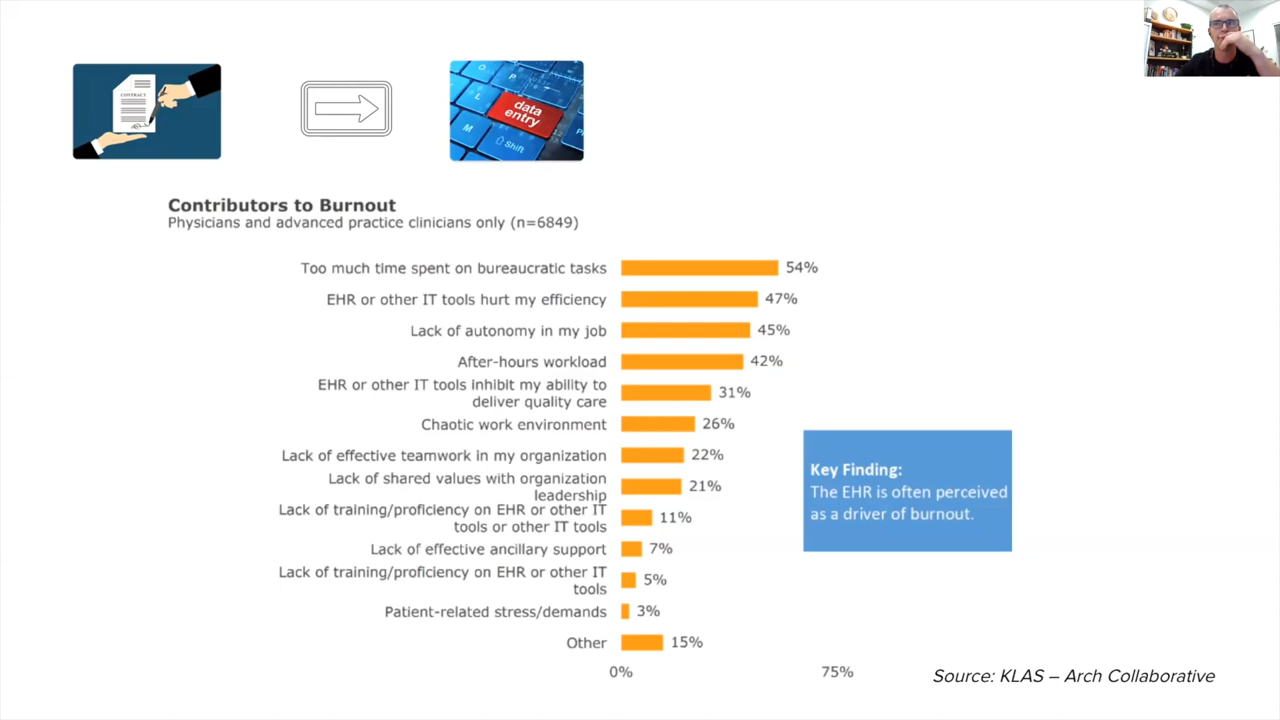 CONTRACT
data
entry
P
L
M
Shift
P
Contributors to Burnout
Physicians and advanced practice clinicians only (n=6849)
Too much time spent on bureaucratic tasks 54%
EHR or other IT tools hurt my efficiency 47%
Lack of autonomy in my job 45%
After-hours workload 42%
EHR or other IT tools inhibit my ability to
deliver quality care 31%
Chaotic work environment 26%
Lack of effective teamwork in my organization 22%
Lack of shared values with organization
leadership 21%
Lack of training/proficiency on EHR or other IT
tools or other IT tools 11%
Lack of effective ancillary support 7%
Lack of training/proficiency on EHR or other IT
tools 5%
Patient-related stress/demands 3%
Other 15%
0% 75%
Key Finding:
The EHR is often perceived
as a driver of burnout.
Source: KLAS – Arch Collaborative